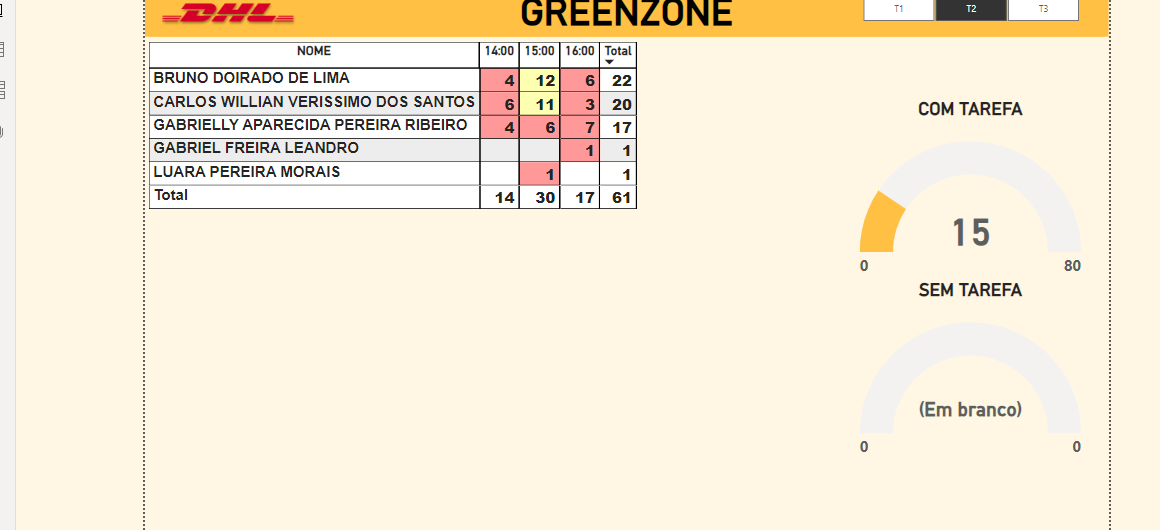 DHL
GREENZONE
T1 T2 T3
NOME 14:00 15:00 16:00 Total
BRUNO DOIRADO DE LIMA 4 12 6 22
CARLOS WILLIAN VERISSIMO DOS SANTOS 6 11 3 20
GABRIELLY APARECIDA PEREIRA RIBEIRO 4 6 7 17
GABRIEL FREIRA LEANDRO 1 1
LUARA PEREIRA MORAIS 1 1
Total 14 30 17 61
COM TAREFA
15
0 80
SEM TAREFA
(Em branco)
0 0